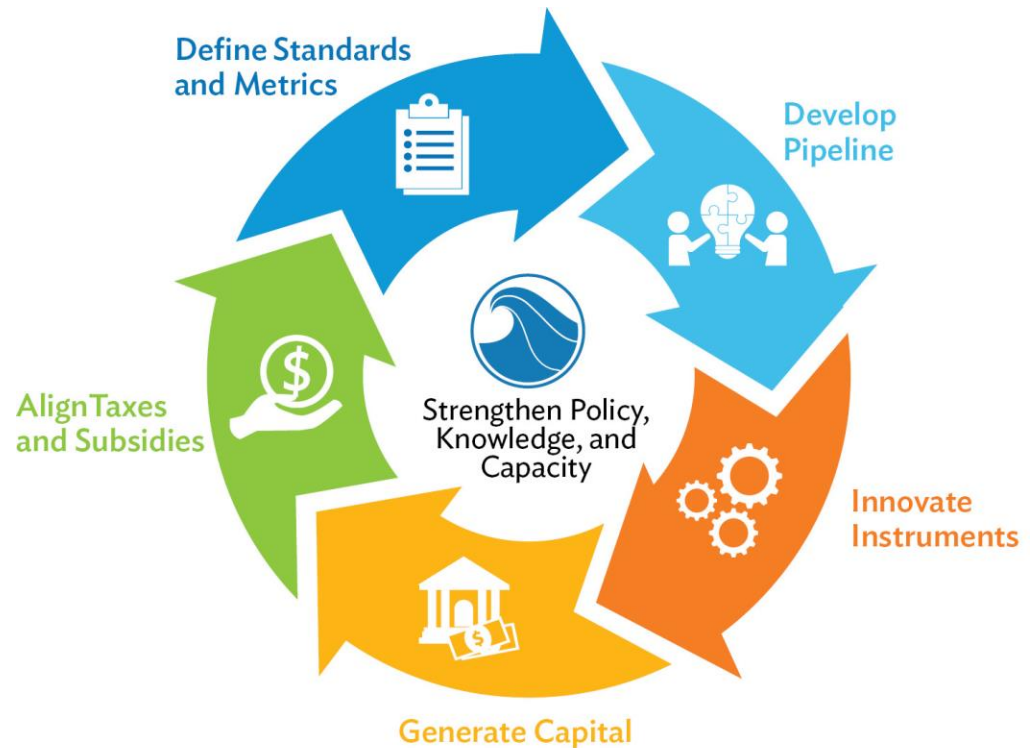 Define Standards
and Metrics
Develop
Pipeline
Innovate
Instruments
Generate Capital
AlignTaxes
and Subsidies
Strengthen Policy,
Knowledge, and
Capacity
$
$